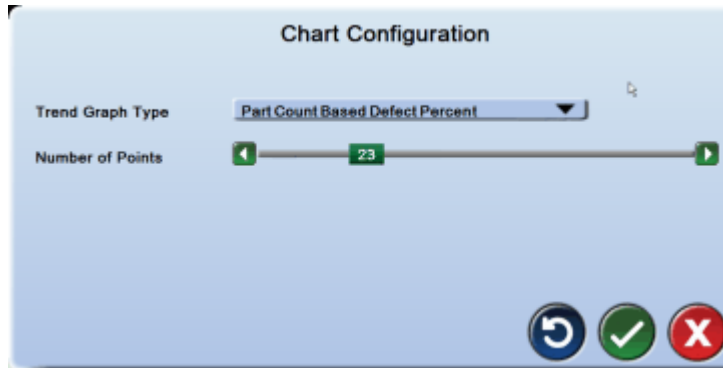 Chart Configuration
Trend Graph Type
Part Count Based Defect Percent
Number of Points
23